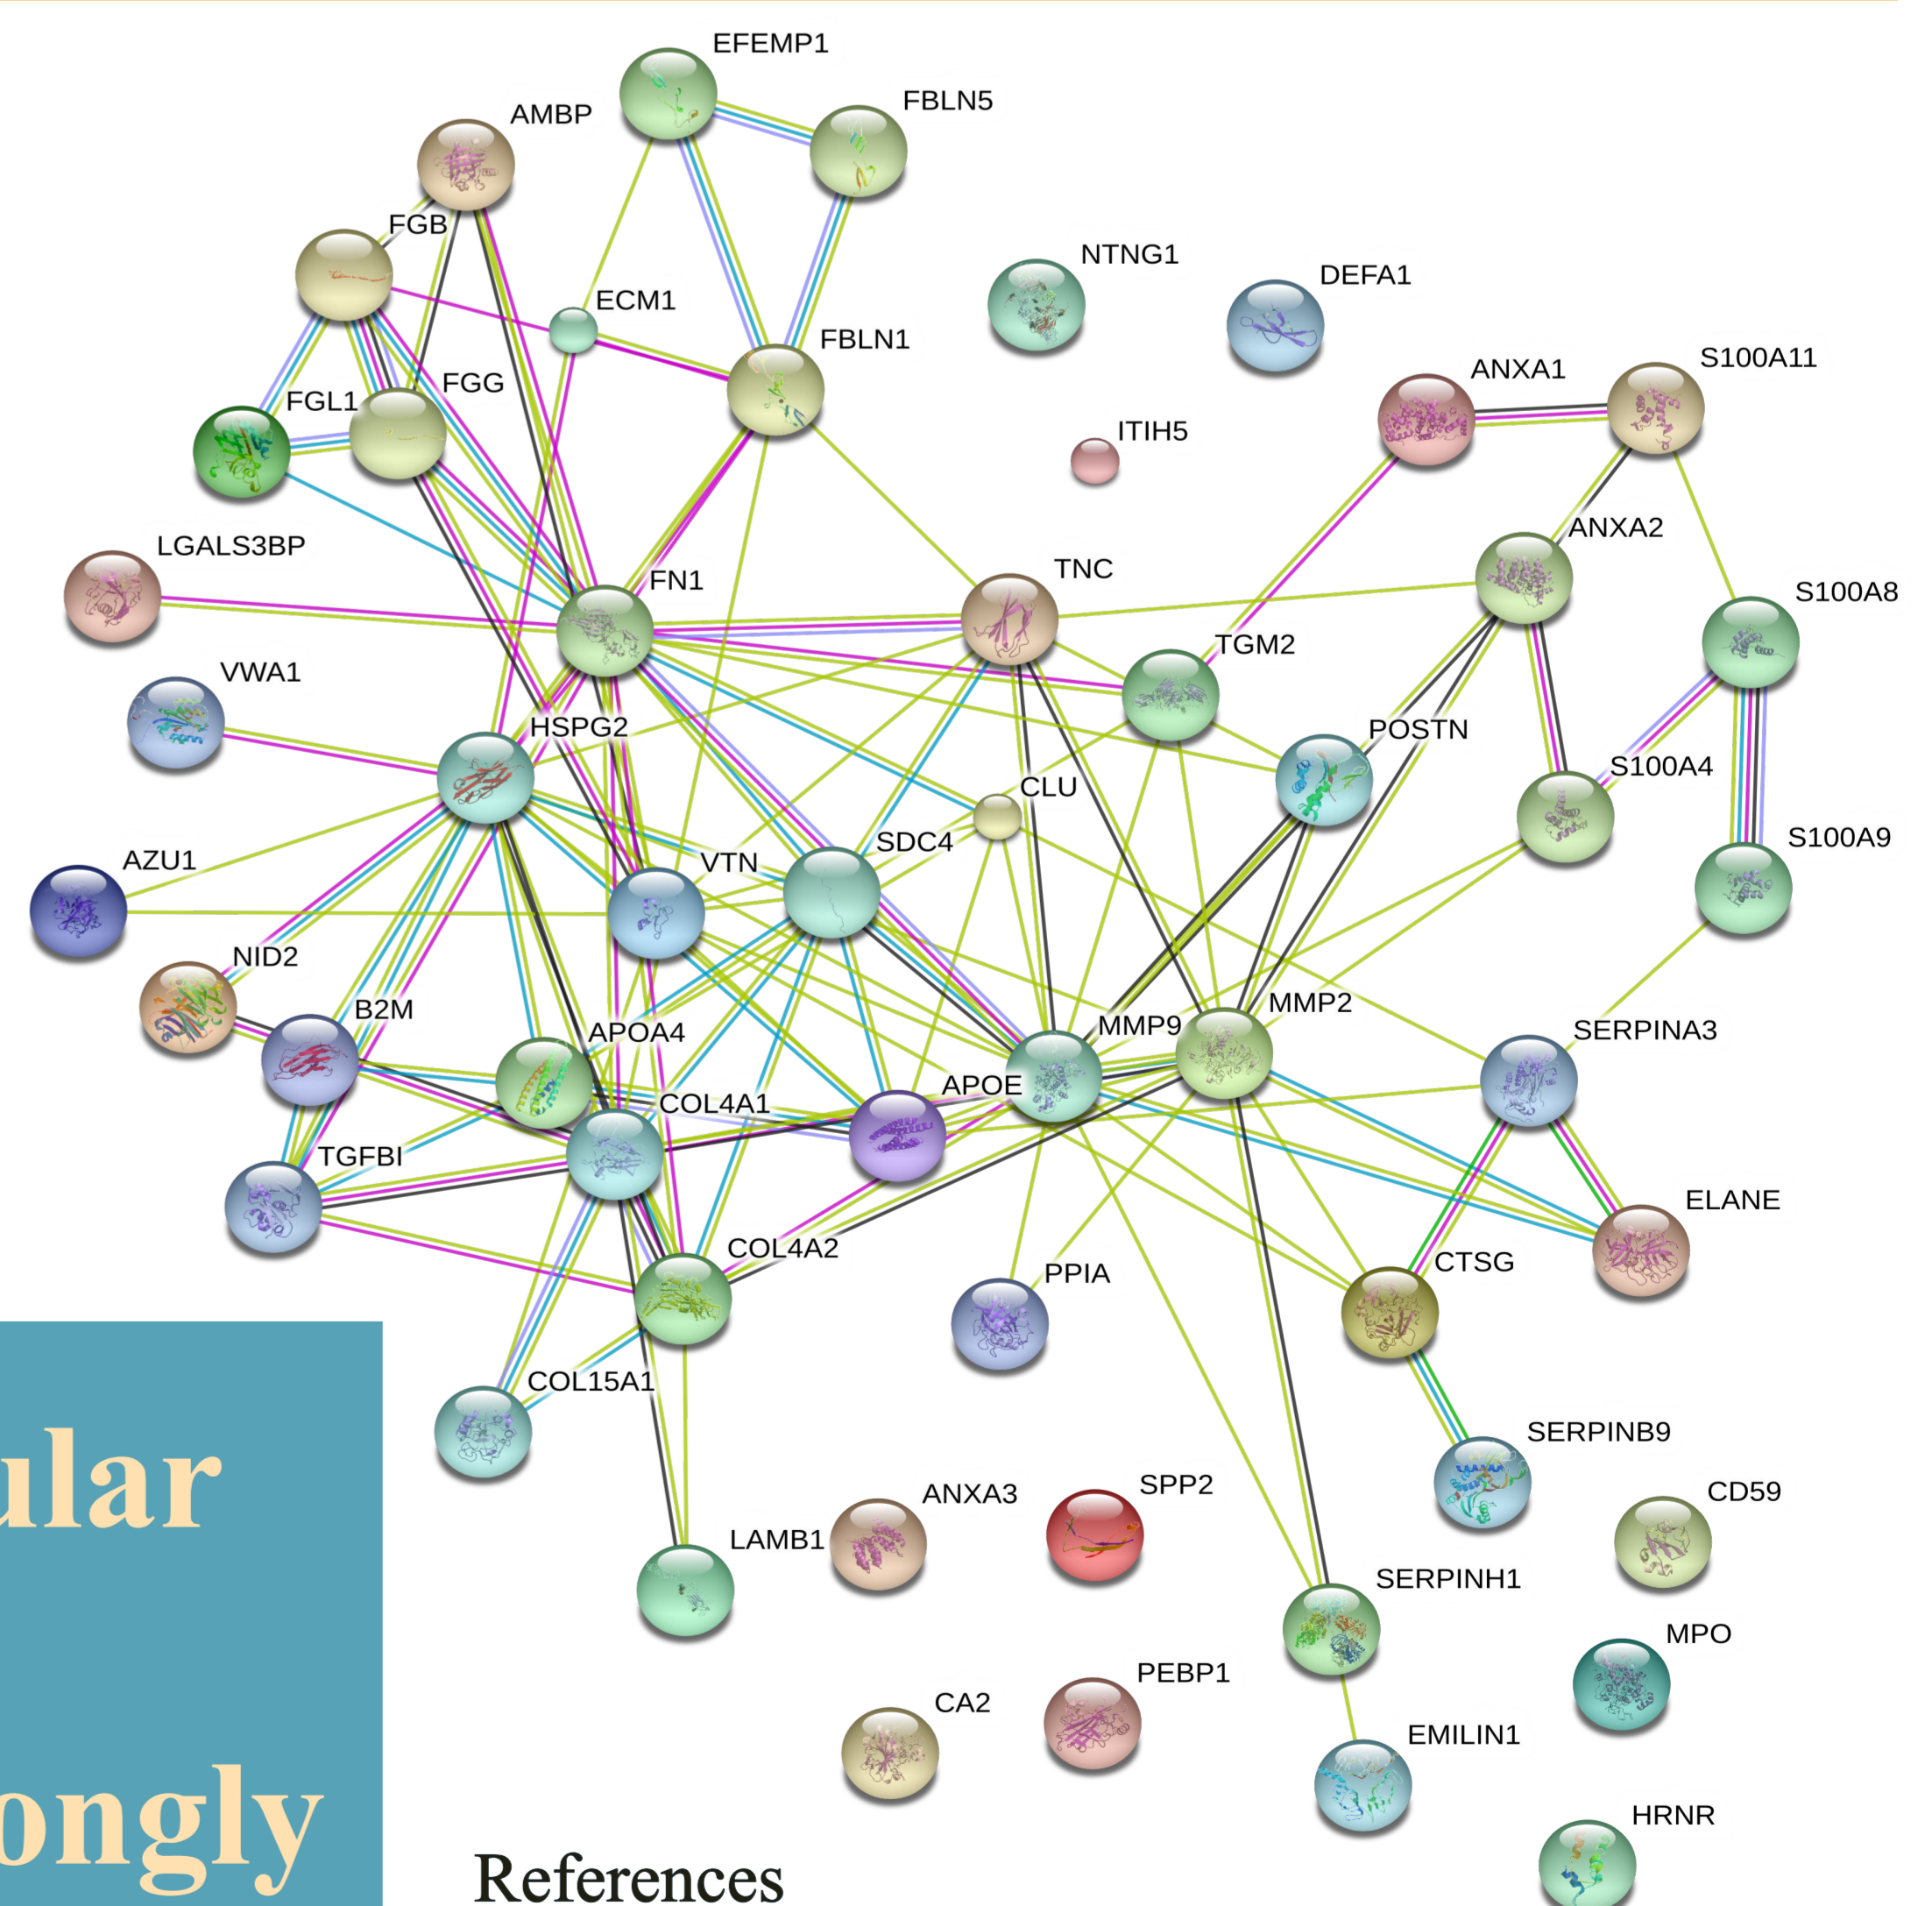 EFEMP1
FBLN5
AMBP
FGB
NTNG1
DEFA1
ECM1
FBLN1
S100A11
ANXA1
FGG
FGL1
ITIH5
ANXA2
LGALS3BP
TNC
FN1
S100A8
TGM2
VWA1
HSPG2
POSTN
S100A4
CLU
S100A9
SDC4
AZU1
VTN
NID2
MMP2
B2M
MMP9
SERPINA3
APOA4
APOE
COL4A1
TGFBI
ELANE
COL4A2
CTSG
PPIA
COL15A1
SERPINB9
ular
SPP2
CD59
ANXA3
LAMB1
SERPINH1
MPO
PEBP1
CA2
EMILIN1
ongly
HRNR
References